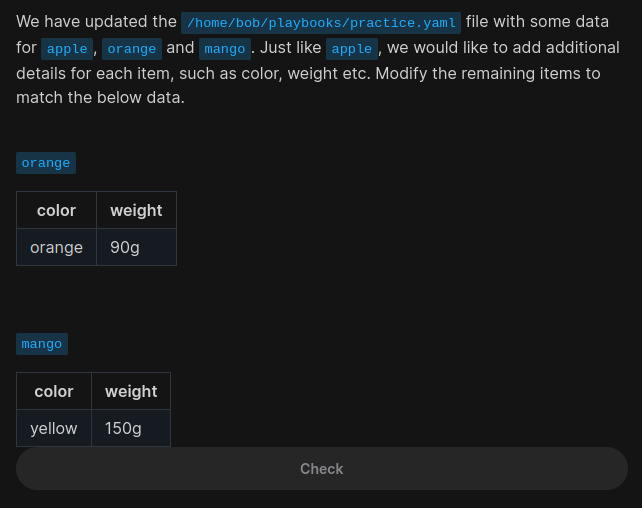 We have updated the /home/bob/playbooks/practice.yaml file with some data
for apple, orange and mango. Just like apple, we would like to add additional
details for each item, such as color, weight etc. Modify the remaining items to
match the below data.
orange
color weight
orange 90g
mango
color weight
yellow 150g
Check